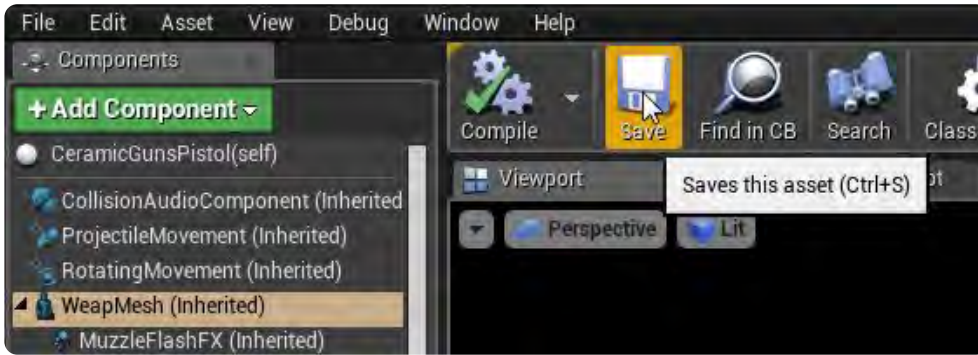 File Edit Asset View Debug Window Help
Components
+ Add Component
CeramicGunsPistol(self)
CollisionAudioComponent (Inherited
ProjectileMovement (Inherited)
RotatingMovement (Inherited)
WeapMesh (Inherited)
MuzzleFlashFX (Inherited)
Compile Save Find in CB Search Class
Viewport
Saves this asset (Ctrl+S)
Perspective Lit